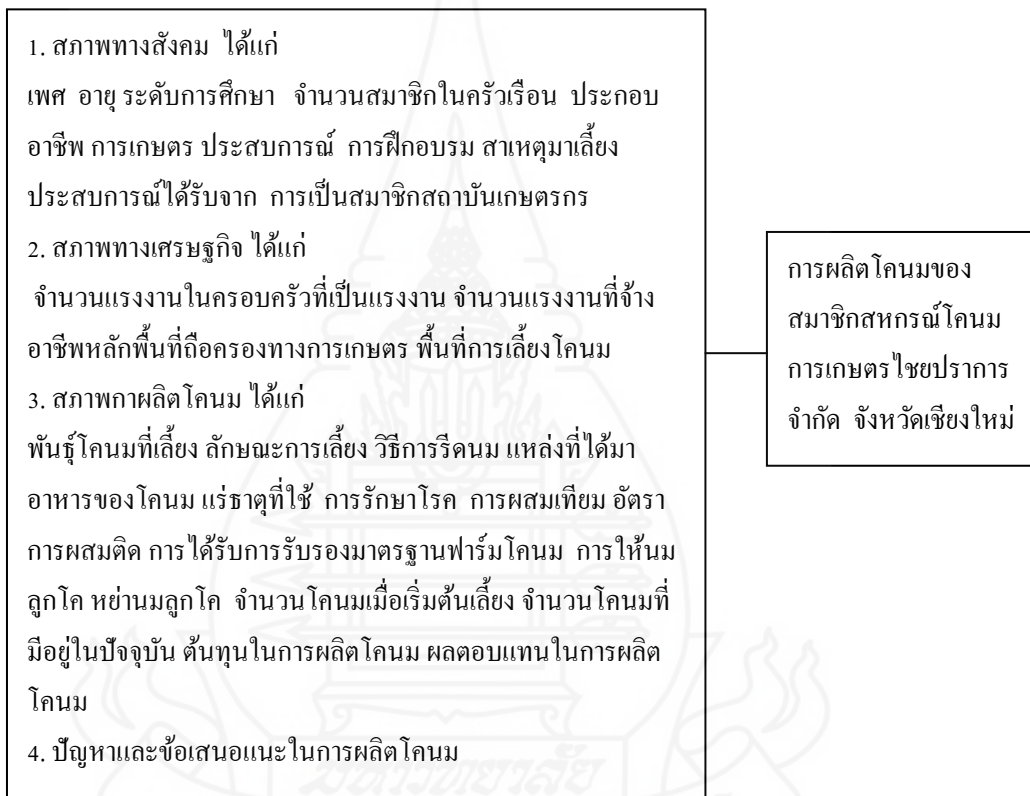 1. สภาพทางสังคม ได้แก่
เพศ อายุ ระดับการศึกษา จำนวนสมาชิกในครัวเรือน ประกอบ
อาชีพ การเกษตร ประสบการณ์ การฝึกอบรม สาเหตุมาเลี้ยง
ประสบการณ์ได้รับจาก การเป็นสมาชิกสถาบันเกษตรกร
2. สภาพทางเศรษฐกิจ ได้แก่
จำนวนแรงงานในครอบครัวที่เป็นแรงงาน จำนวนแรงงานที่จ้าง
อาชีพหลักพื้นที่ถือครองทางการเกษตร พื้นที่การเลี้ยงโคนม
3. สภาพกาผลิตโคนม ได้แก่
พันธุ์โคนมที่เลี้ยง ลักษณะการเลี้ยง วิธีการรีดนม แหล่งที่ได้มา
อาหารของโคนม แร่ธาตุที่ใช้ การรักษาโรค การผสมเทียม อัตรา
การผสมติด การได้รับการรับรองมาตรฐานฟาร์มโคนม การให้นม
ลูกโค หย่านมลูกโค จำนวนโคนมเมื่อเริ่มต้นเลี้ยง จำนวนโคนมที่
มีอยู่ในปัจจุบัน ต้นทุนในการผลิตโคนม ผลตอบแทนในการผลิต
โคนม
4. ปัญหาและข้อเสนอแนะในการผลิตโคนม
การผลิตโคนมของ
สมาชิกสหกรณ์โคนม
การเกษตรไชยปราการ
จำกัด จังหวัดเชียงใหม่
มหาวิทยาลัย